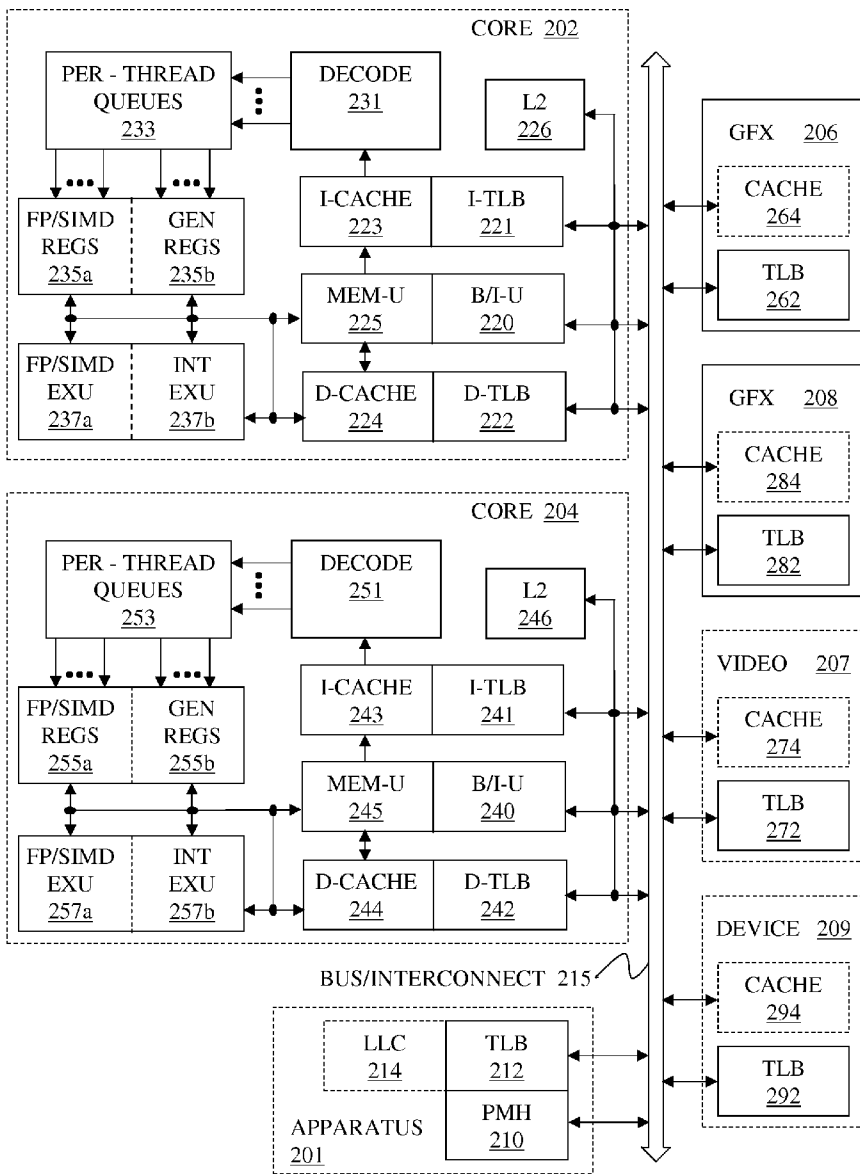 CORE 202
PER - THREAD
QUEUES
233
DECODE
231
L2
226
FP/SIMD
REGS
235a
GEN
REGS
235b
I-CACHE
223
I-TLB
221
MEM-U
225
B/I-U
220
FP/SIMD
EXU
237a
INT
EXU
237b
D-CACHE
224
D-TLB
222
CORE 204
PER - THREAD
QUEUES
253
DECODE
251
L2
246
FP/SIMD
REGS
255a
GEN
REGS
255b
I-CACHE
243
I-TLB
241
MEM-U
245
B/I-U
240
FP/SIMD
EXU
257a
INT
EXU
257b
D-CACHE
244
D-TLB
242
BUS/INTERCONNECT 215
LLC
214
TLB
212
APPARATUS
201
PMH
210
GFX 206
CACHE
264
TLB
262
GFX 208
CACHE
284
TLB
282
VIDEO 207
CACHE
274
TLB
272
DEVICE 209
CACHE
294
TLB
292